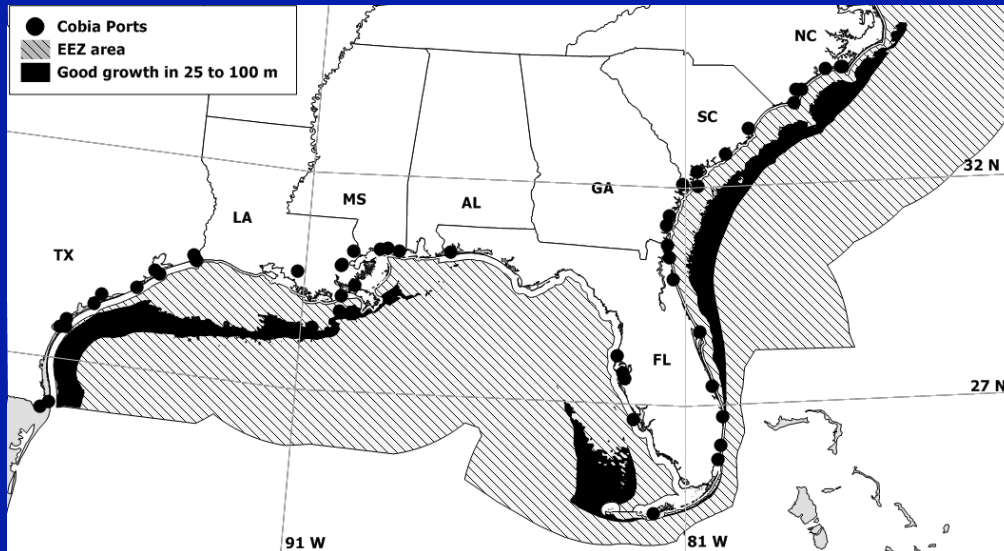 Cobia Ports
EEZ area
Good growth in 25 to 100 m
NC
SC
32 N
GA
MS
AL
LA
TX
FL
27 N
91 W
81 W